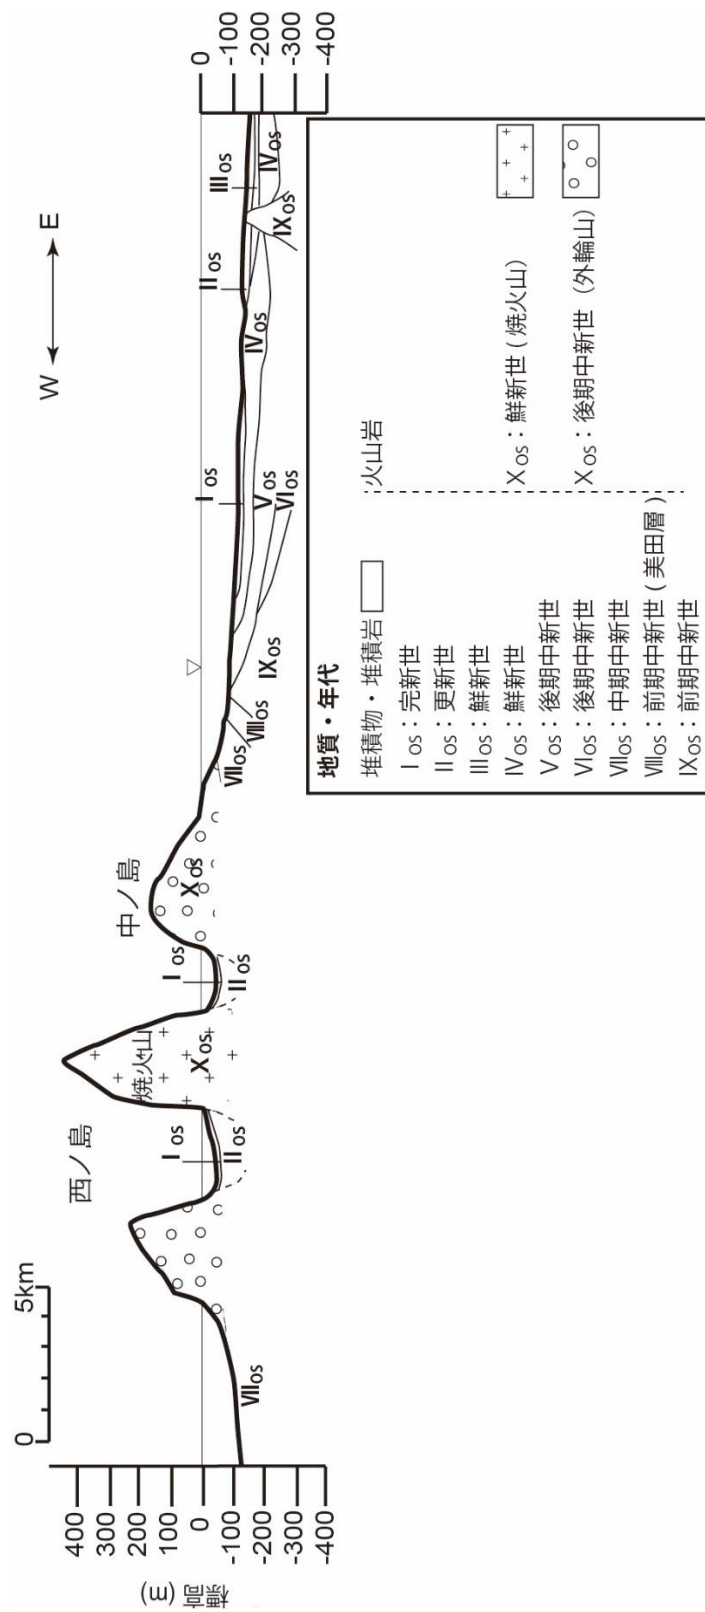 標高 (m)
400
300
200
100
0
-100
-200
-300
-400
0 5km
W E
西ノ島
焼火山
中ノ島
▽
0
-100
-200
-300
-400
Ⅶos
Ⅰos
Ⅱos
Ⅹos
Ⅰos
Ⅱos
Ⅹos
Ⅶos
Ⅷos
Ⅸos
Ⅰos
Ⅴos
Ⅵos
Ⅳos
Ⅱos
Ⅸos
Ⅲos
Ⅳos
地質・年代
堆積物・堆積岩 火山岩
Ⅰos：完新世
Ⅱos：更新世
Ⅲos：鮮新世
Ⅳos：鮮新世 Ⅹos：鮮新世 ( 焼火山 )
Ⅴos：後期中新世
Ⅵos：後期中新世 Ⅹos：後期中新世（外輪山）
Ⅶos：中期中新世
Ⅷos：前期中新世 ( 美田層 )
Ⅸos：前期中新世